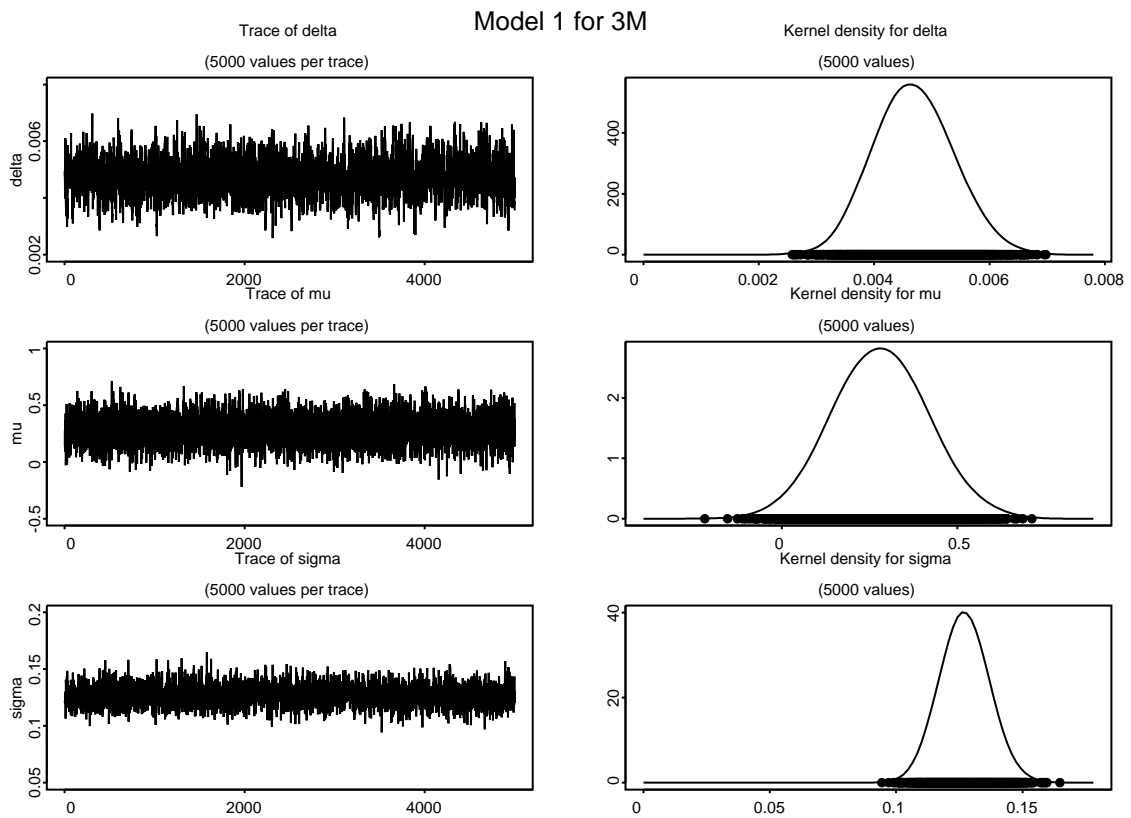 Model 1 for 3M
Trace of delta
(5000 values per trace)
delta
0.002 0.006
0 2000 4000
Kernel density for delta
(5000 values)
0 200 400
0 0.002 0.004 0.006 0.008
Trace of mu
(5000 values per trace)
mu
-0.5 0 0.5 1
0 2000 4000
Kernel density for mu
(5000 values)
0 1 2
0 0.5
Trace of sigma
(5000 values per trace)
sigma
0.05 0.1 0.15 0.2
0 2000 4000
Kernel density for sigma
(5000 values)
0 20 40
0 0.05 0.1 0.15